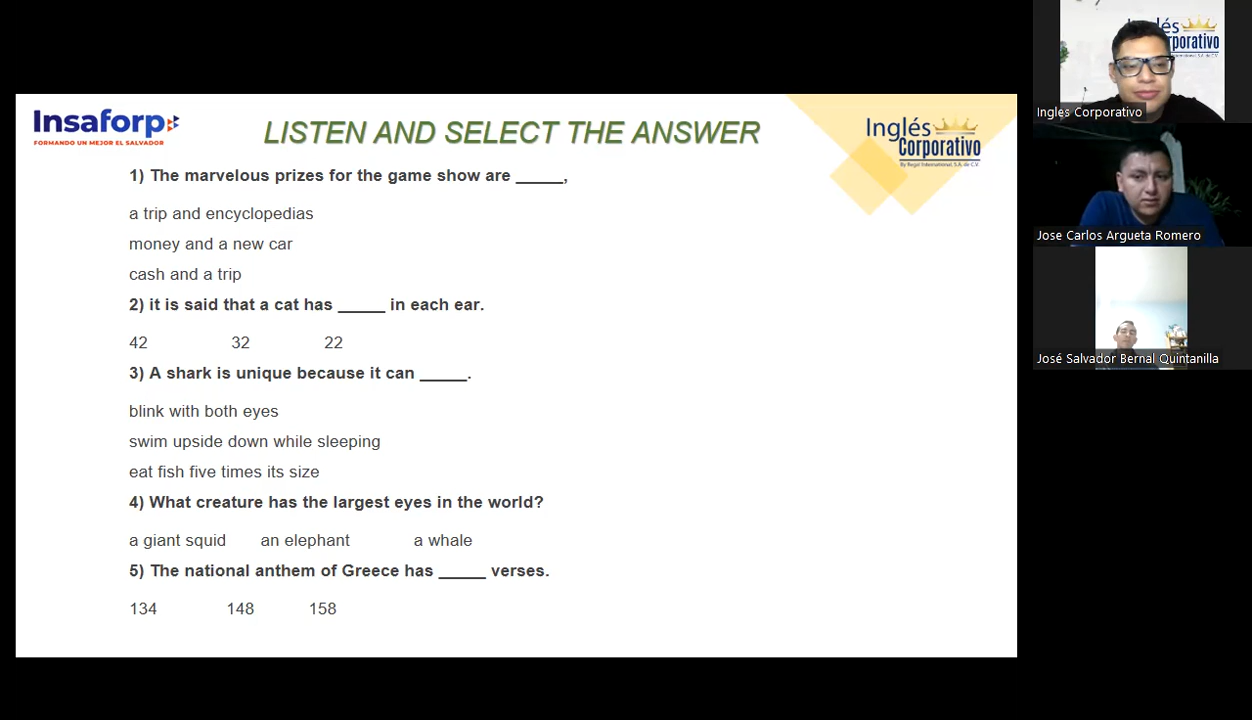 Insaforp
FORMANDO UN MEJOR EL SALVADOR
LISTEN AND SELECT THE ANSWER
Inglés
Corporativo
By Regal International, S.A. de C.V.
1) The marvelous prizes for the game show are _____,
a trip and encyclopedias
money and a new car
cash and a trip
2) it is said that a cat has _____ in each ear.
42 32 22
3) A shark is unique because it can _____.
blink with both eyes
swim upside down while sleeping
eat fish five times its size
4) What creature has the largest eyes in the world?
a giant squid an elephant a whale
5) The national anthem of Greece has _____ verses.
134 148 158
Ingles Corporativo
Jose Carlos Argueta Romero
José Salvador Bernal Quintanilla